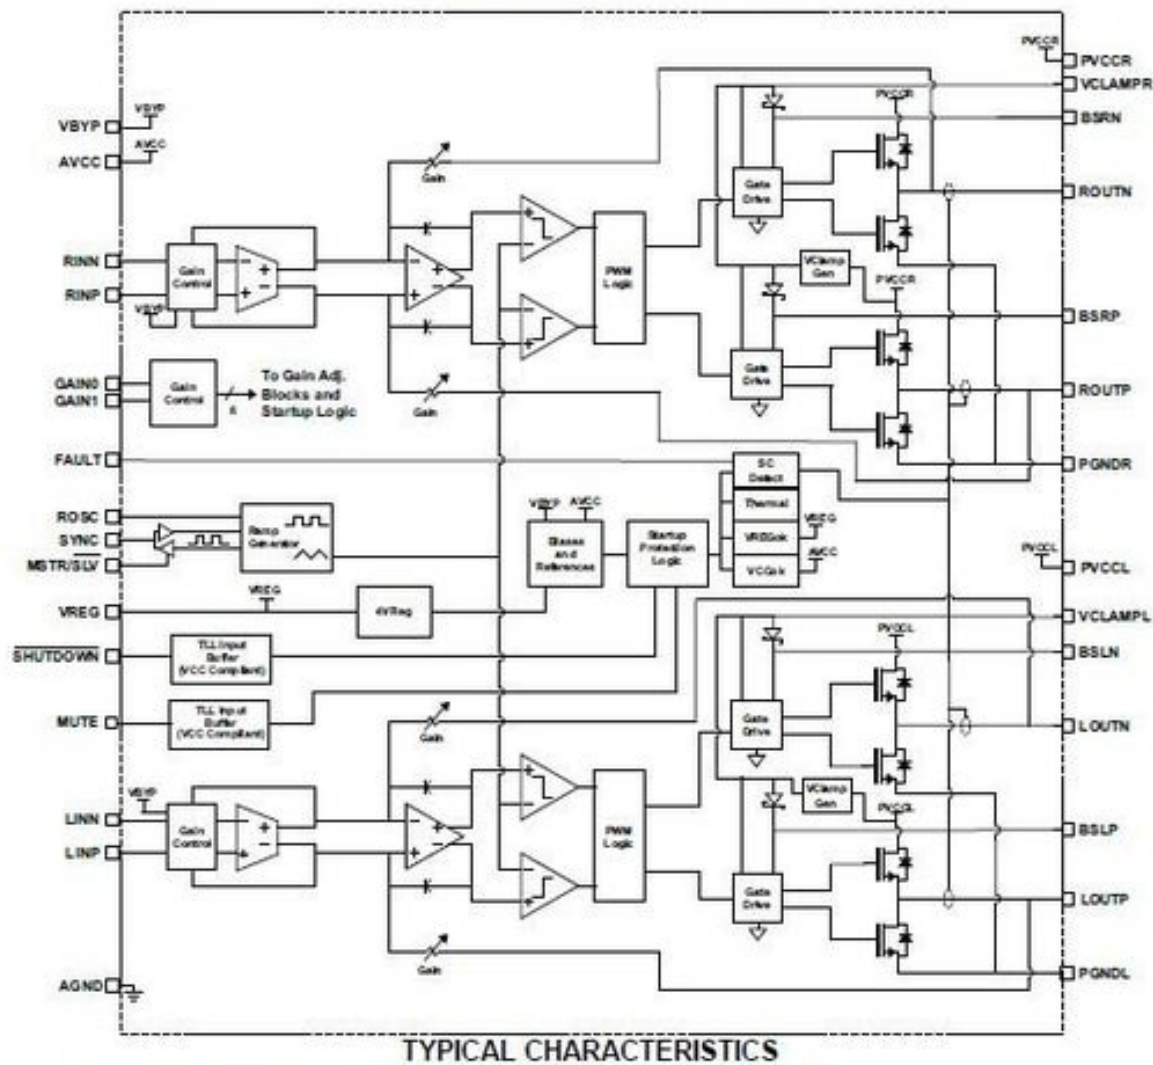 PVCCR
PVCCR
VCLAMPR
PVCCR
BSRN
VBYP
VBYP
AVCC
AVCC
Gain
Gate
Drive
ROUTN
RINN
RINP
Gain
Control
VBYP
PWM
Logic
VClamp
Gen
PVCCR
BSRP
GAIN0
GAIN1
Gain
Control
To Gain Adj.
Blocks and
Startup Logic
Gain
Gate
Drive
ROUTP
FAULT
SC
Detect
PGNDR
ROSC
SYNC
MSTR/SLV
Ramp
Generator
VBYP
AVCC
Biases
and
References
Startup
Protection
Logic
Thermal
VREGok
VREG
VCCok
AVCC
PVCCL
PVCCL
VREG
VREG
4VReg
VCLAMPL
SHUTDOWN
TLL Input
Buffer
(VCC Compliant)
PVCCL
BSLN
MUTE
TLL Input
Buffer
(VCC Compliant)
Gain
Gate
Drive
LOUTN
VBYP
LINN
LINP
Gain
Control
PWM
Logic
VClamp
Gen
PVCCL
BSLP
Gate
Drive
LOUTP
Gain
AGND
PGNDL
TYPICAL CHARACTERISTICS